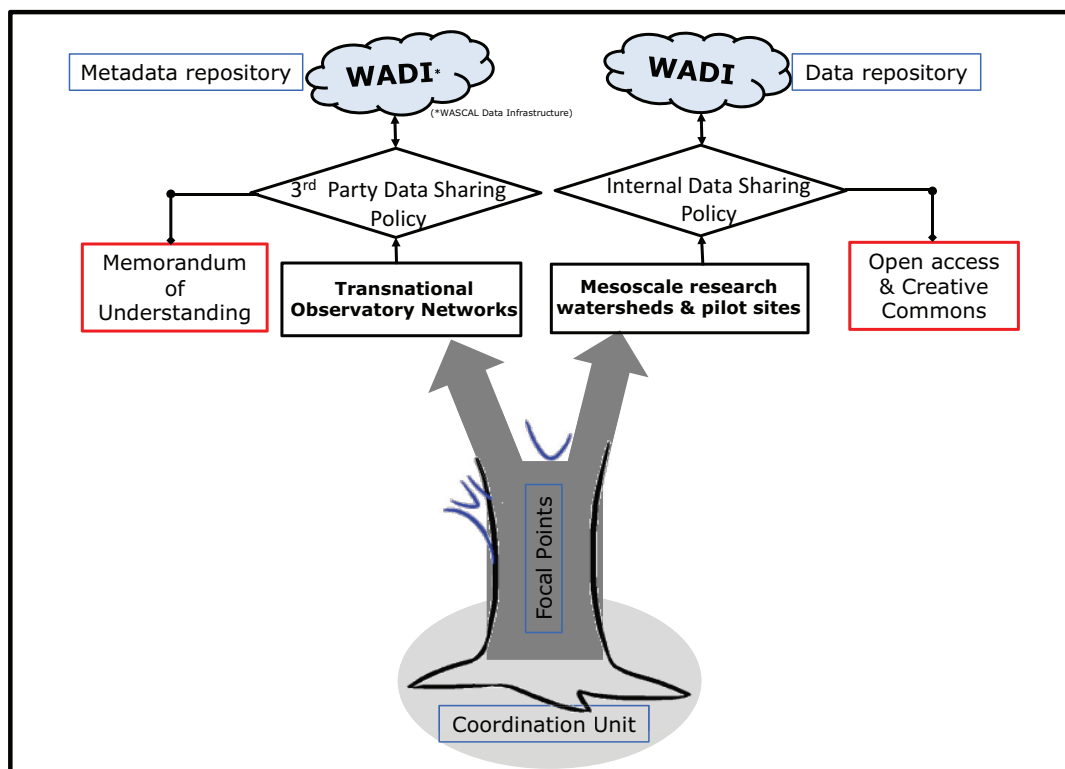 Metadata repository
WADI*
(*WASCAL Data Infrastructure)
WADI
Data repository
3rd Party Data Sharing
Policy
Internal Data Sharing
Policy
Memorandum
of
Understanding
Transnational
Observatory Networks
Mesoscale research
watersheds & pilot sites
Open access
& Creative
Commons
Focal Points
Coordination Unit